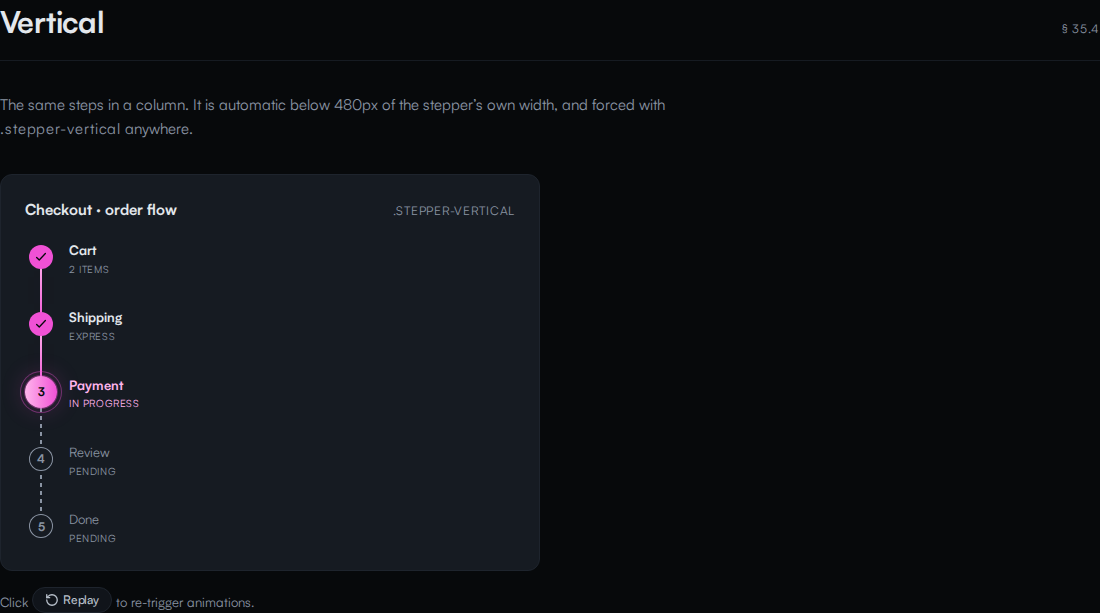 Vertical
§ 35.4
The same steps in a column. It is automatic below 480px of the stepper's own width, and forced with
.stepper-vertical anywhere.
Checkout · order flow
.STEPPER-VERTICAL
Cart
2 ITEMS
Shipping
EXPRESS
3
Payment
IN PROGRESS
4
Review
PENDING
5
Done
PENDING
Click Replay to re-trigger animations.